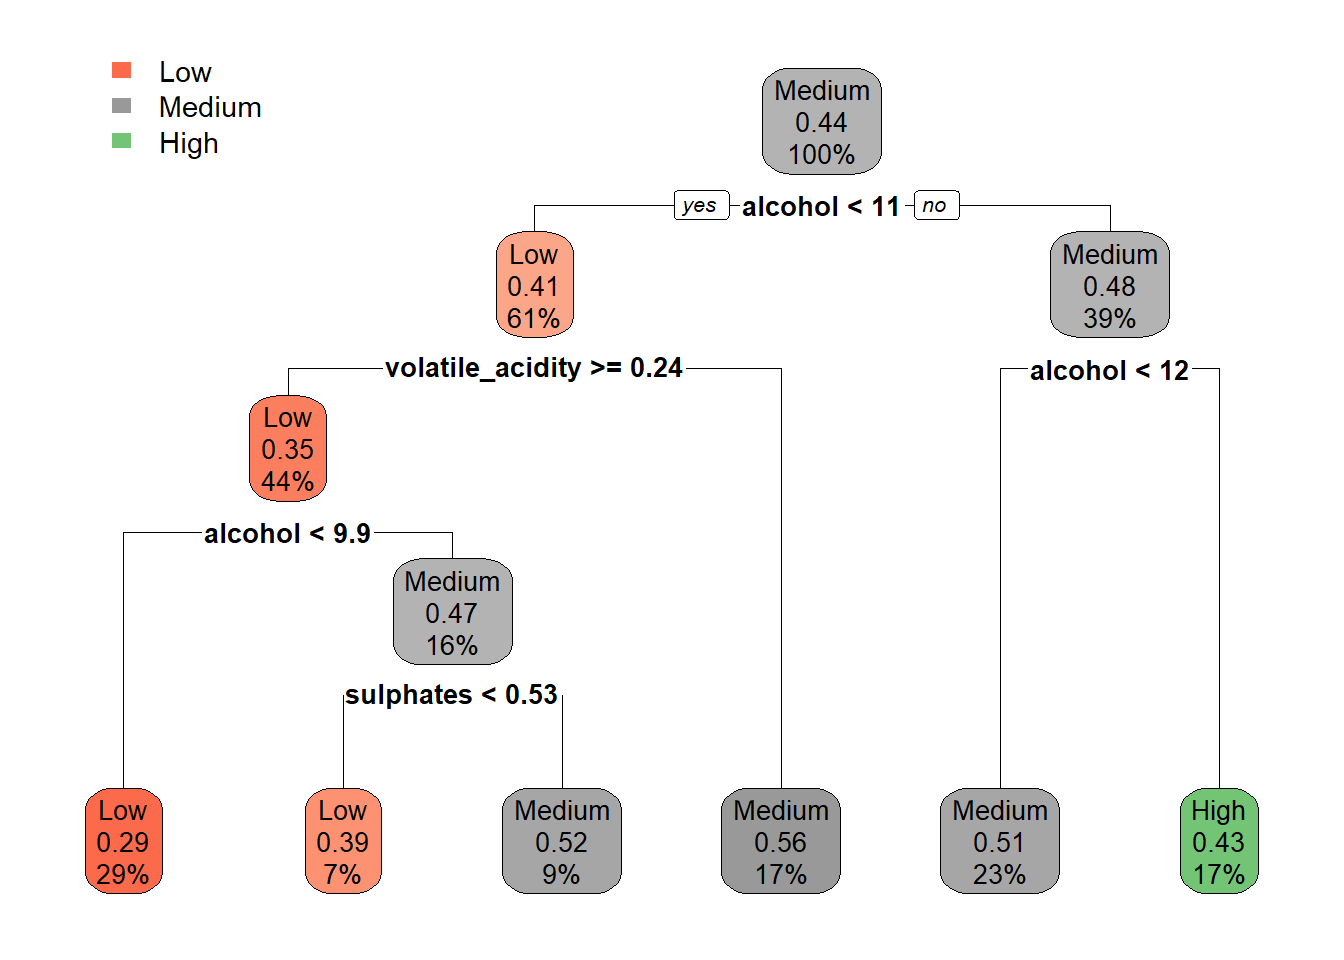 Low
Medium
High
Medium
0.44
100%
yes alcohol < 11 no
Low
0.41
61%
Medium
0.48
39%
volatile_acidity >= 0.24
alcohol < 12
Low
0.35
44%
alcohol < 9.9
Medium
0.47
16%
sulphates < 0.53
Low
0.29
29%
Low
0.39
7%
Medium
0.52
9%
Medium
0.56
17%
Medium
0.51
23%
High
0.43
17%